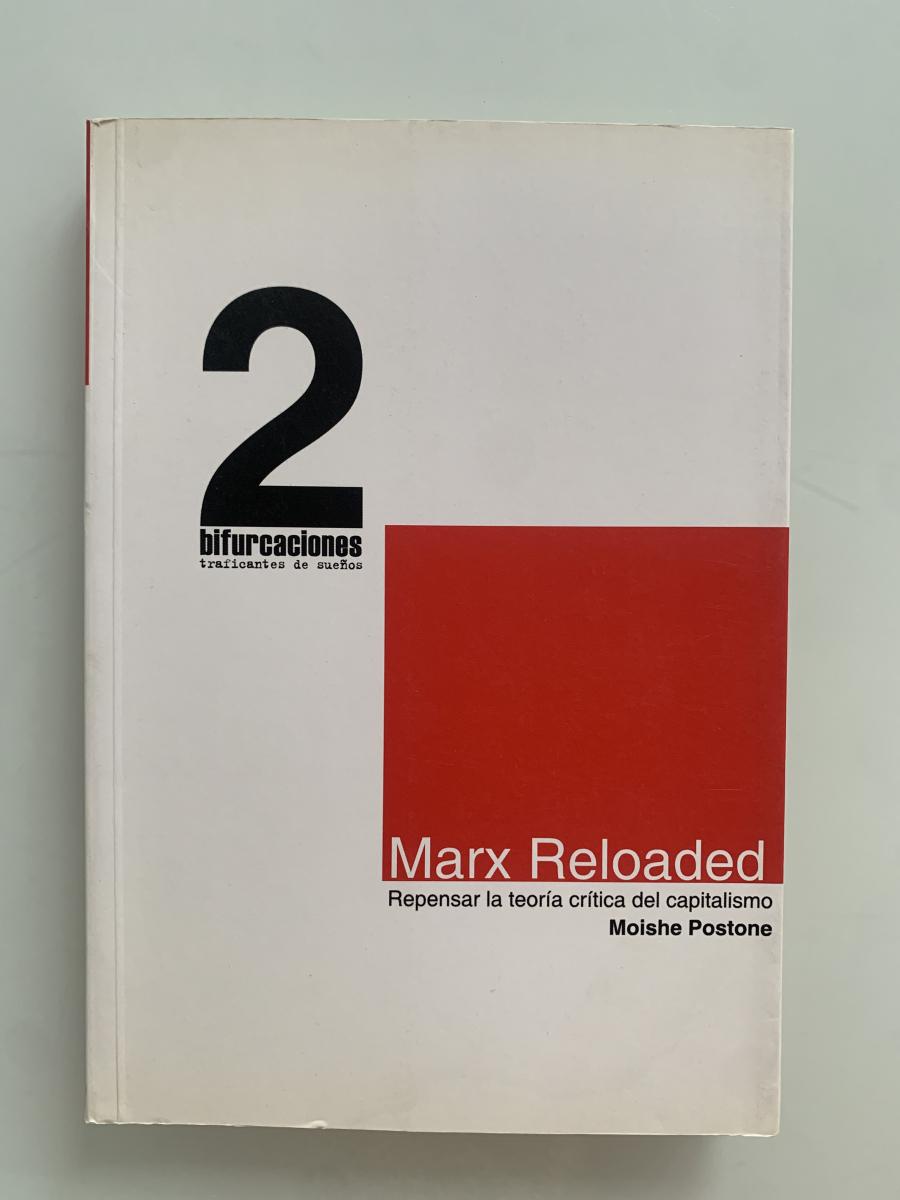 2
bifurcaciones
traficantes de sueños
Marx Reloaded
Repensar la teoría crítica del capitalismo
Moishe Postone